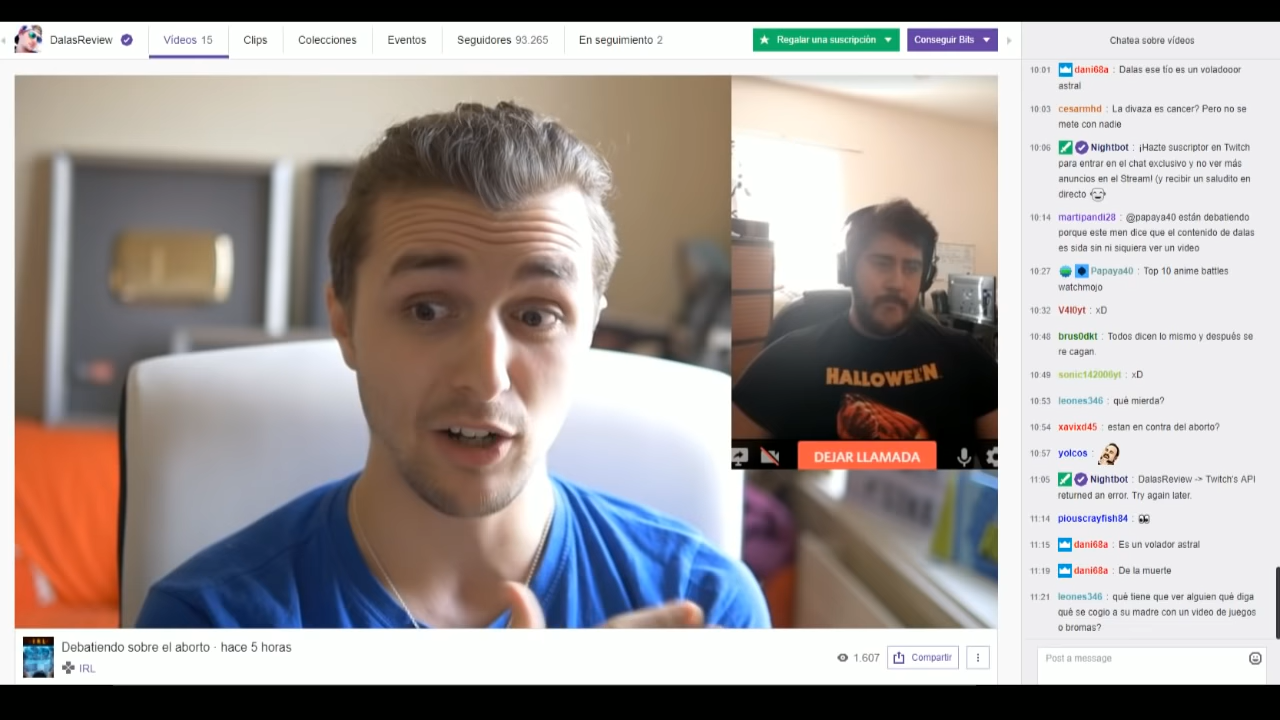 DalasReview
Vídeos 15
Clips
Colecciones
Eventos
Seguidores 93.265
En seguimiento 2
Regalar una suscripción
Conseguir Bits
Chatea sobre vídeos
HALLOWE'N
DEJAR LLAMADA
Debatiendo sobre el aborto · hace 5 horas
IRL
1.607
Compartir
10:01 dani68a : Dalas ese tío es un voladooor
astral
10:03 cesarmhd : La divaza es cancer? Pero no se
mete con nadie
10:06 Nightbot : ¡Hazte suscriptor en Twitch
para entrar en el chat exclusivo y no ver más
anuncios en el Stream! (y recibir un saludito en
directo
10:14 martipandi28 : @papaya40 están debatiendo
porque este men dice que el contenido de dalas
es sida sin ni siquiera ver un video
10:27 Papaya40 : Top 10 anime battles
watchmojo
10:32 V4l0yt : xD
10:48 brus0dkt : Todos dicen lo mismo y después se
re cagan.
10:49 sonic142006yt : xD
10:53 leones346 : què mierda?
10:54 xavixd45 : estan en contra del aborto?
10:57 yolcos :
11:05 Nightbot : DalasReview -> Twitch's API
returned an error. Try again later.
11:14 piouscrayfish84 :
11:15 dani68a : Es un volador astral
11:19 dani68a : De la muerte
11:21 leones346 : què tiene que ver alguien què diga
què se cogio a su madre con un video de juegos
o bromas?
Post a message